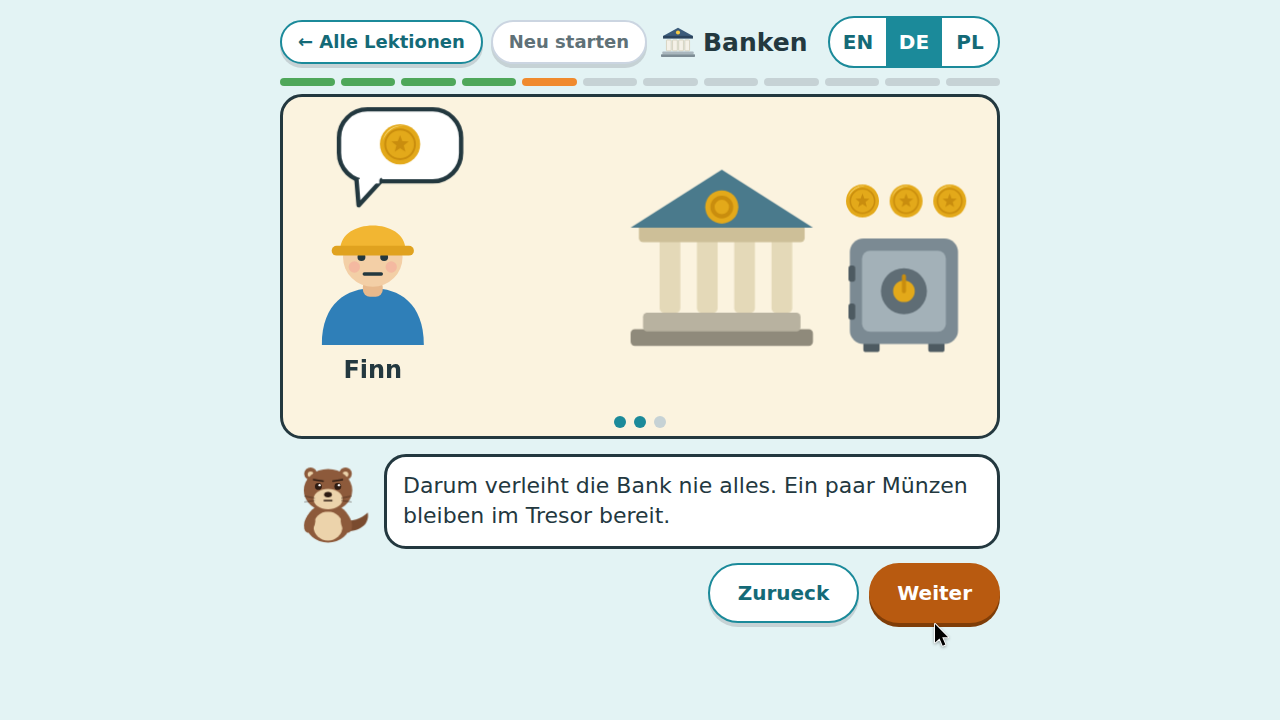 ← Alle Lektionen
Neu starten
Banken
EN
DE
PL
Finn
Darum verleiht die Bank nie alles. Ein paar Münzen
bleiben im Tresor bereit.
Zurueck
Weiter